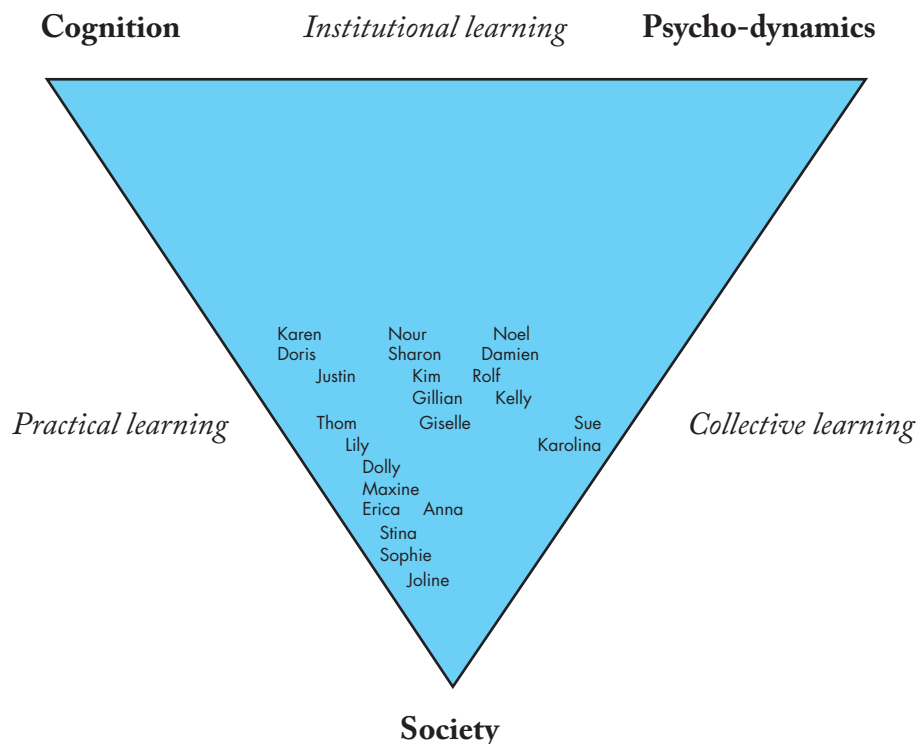 Cognition Institutional learning Psycho-dynamics
Karen Nour Noel
Doris Sharon Damien
Justin Kim Rolf
Gillian Kelly
Practical learning Thom Giselle Sue Collective learning
Lily Karolina
Dolly
Maxine
Erica Anna
Stina
Sophie
Joline
Society